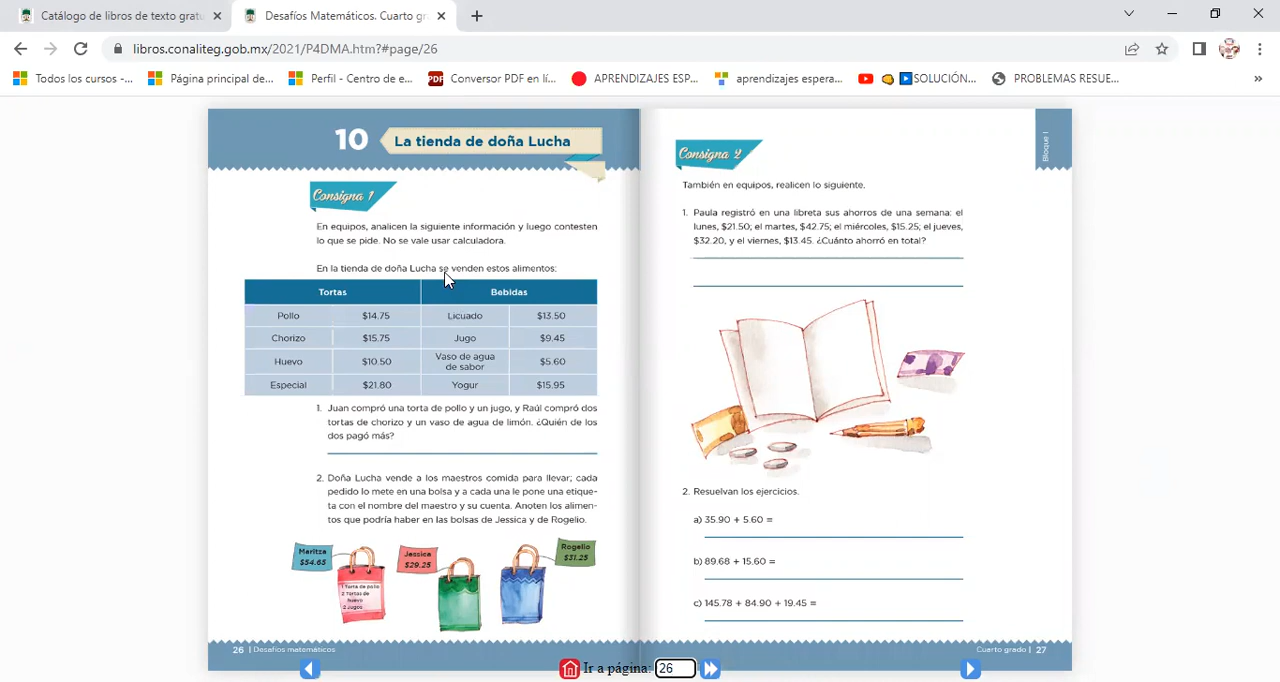 Catálogo de libros de texto gratu
Desafíos Matemáticos. Cuarto gr
libros.conaliteg.gob.mx/2021/P4DMA.htm?#page/26
Todos los cursos -...
Página principal de...
Perfil - Centro de e...
PDF
Conversor PDF en lí...
APRENDIZAJES ESP...
aprendizajes espera...
SOLUCIÓN...
PROBLEMAS RESUE...
»
10
La tienda de doña Lucha
Consigna 1
En equipos, analicen la siguiente información y luego contesten
lo que se pide. No se vale usar calculadora.
En la tienda de doña Lucha se venden estos alimentos:
Tortas Bebidas
Pollo $14.75 Licuado $13.50
Chorizo $15.75 Jugo $9.45
Huevo $10.50 Vaso de agua
de sabor $5.60
Especial $21.80 Yogur $15.95
1. Juan compró una torta de pollo y un jugo, y Raúl compró dos
tortas de chorizo y un vaso de agua de limón. ¿Quién de los
dos pagó más?
2. Doña Lucha vende a los maestros comida para llevar; cada
pedido lo mete en una bolsa y a cada una le pone una etique-
ta con el nombre del maestro y su cuenta. Anoten los alimen-
tos que podría haber en las bolsas de Jessica y de Rogelio.
Maritza
$54.65
1 Torta de pollo
2 Tortas de
huevo
2 Jugos
Jessica
$29.25
Rogelio
$31.25
26 | Desafíos matemáticos
Bloque I
Consigna 2
También en equipos, realicen lo siguiente.
1. Paula registró en una libreta sus ahorros de una semana: el
lunes, $21.50; el martes, $42.75; el miércoles, $15.25; el jueves,
$32.20, y el viernes, $13.45. ¿Cuánto ahorró en total?
2. Resuelvan los ejercicios.
a) 35.90 + 5.60 =
b) 89.68 + 15.60 =
c) 145.78 + 84.90 + 19.45 =
Cuarto grado | 27
Ir a página: 26